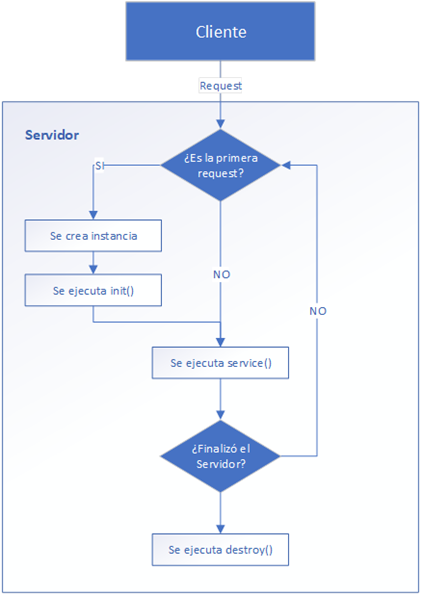 Cliente
Request
Servidor
¿Es la primera
request?
SI
Se crea instancia
Se ejecuta init()
NO
NO
Se ejecuta service()
¿Finalizó el
Servidor?
Se ejecuta destroy()